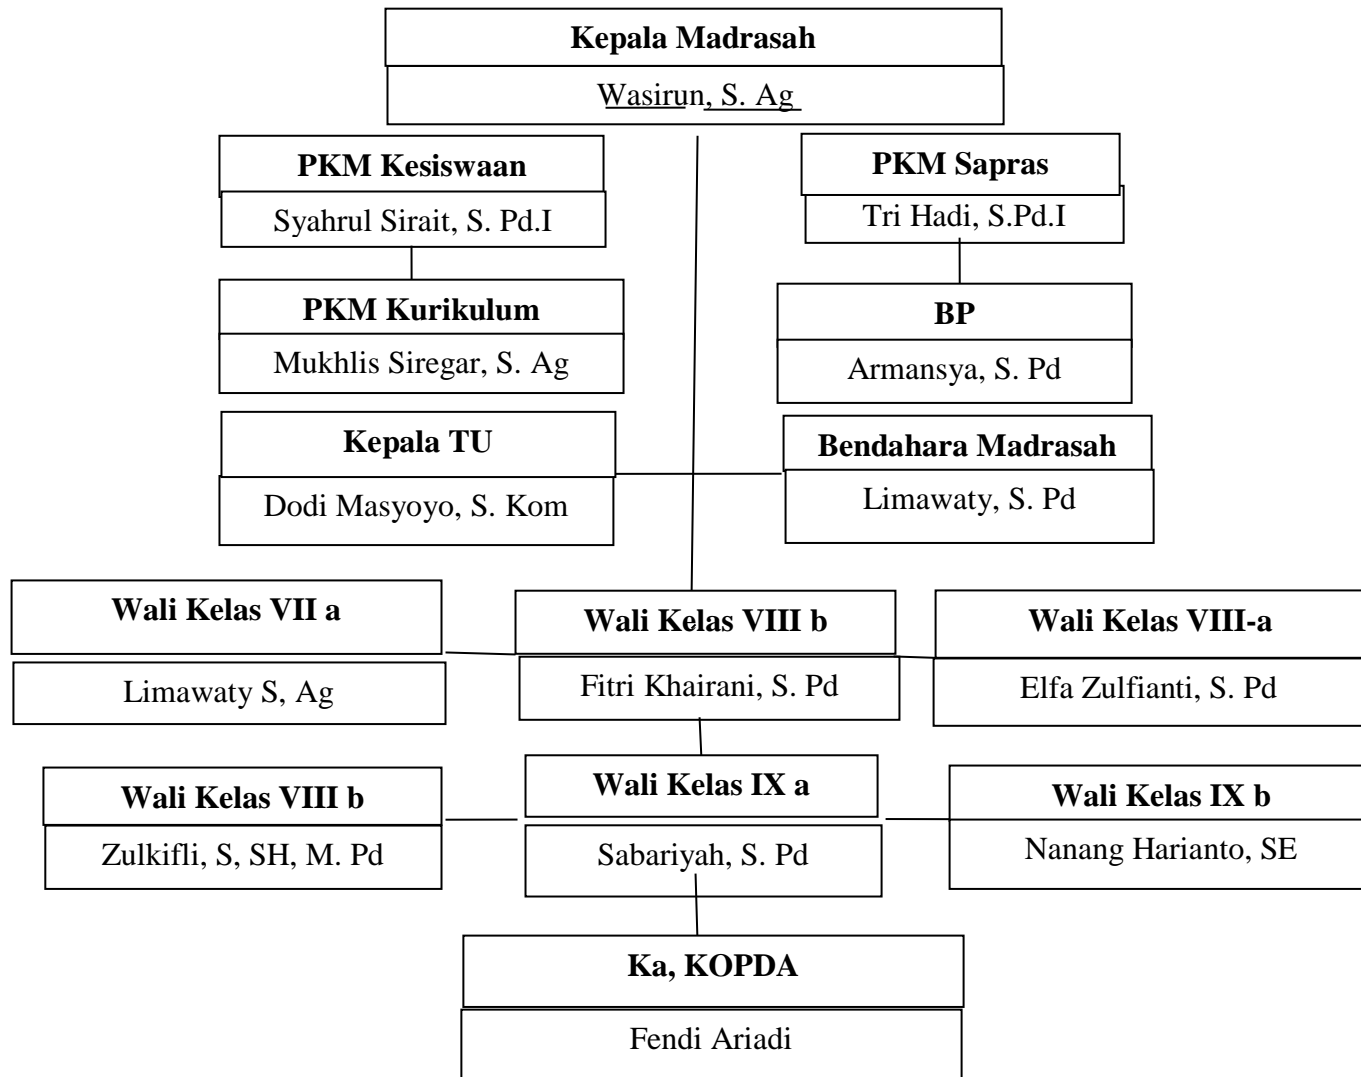 Kepala Madrasah
Wasirun, S. Ag
PKM Kesiswaan
Syahrul Sirait, S. Pd.I
PKM Sapras
Tri Hadi, S.Pd.I
PKM Kurikulum
Mukhlis Siregar, S. Ag
BP
Armansya, S. Pd
Kepala TU
Dodi Masyoyo, S. Kom
Bendahara Madrasah
Limawaty, S. Pd
Wali Kelas VII a
Limawaty S, Ag
Wali Kelas VIII b
Fitri Khairani, S. Pd
Wali Kelas VIII-a
Elfa Zulfianti, S. Pd
Wali Kelas VIII b
Zulkifli, S, SH, M. Pd
Wali Kelas IX a
Sabariyah, S. Pd
Wali Kelas IX b
Nanang Harianto, SE
Ka, KOPDA
Fendi Ariadi